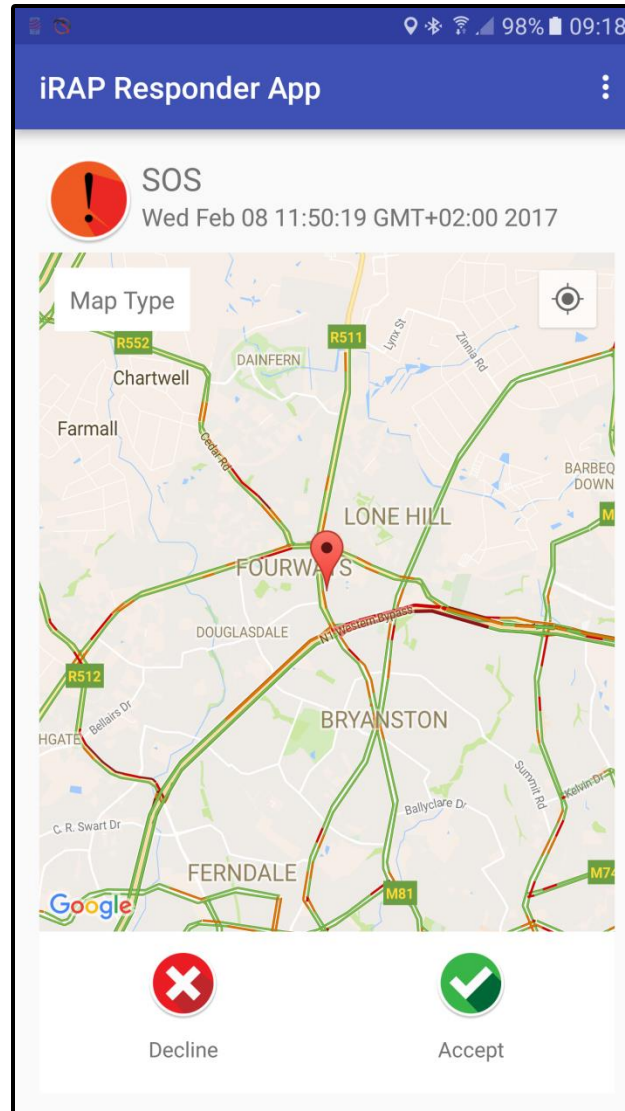 98% 09:18
iRAP Responder App
SOS
Wed Feb 08 11:50:19 GMT+02:00 2017
Map Type
R552
R511
Lynx St
Zinnia Rd
DAINFERN
Chartwell
Farmall
Cedar Rd
BARBEQ
DOWN
M
LONE HILL
FOURWAYS
DOUGLASDALE
N1 Western Bypass
R512
Bellairs Dr
HGATE
BRYANSTON
Summit Rd
Kelvin Dr
Ballyclare Dr
C. R. Swart Dr
FERNDALE
M74
M81
Google
Decline
Accept